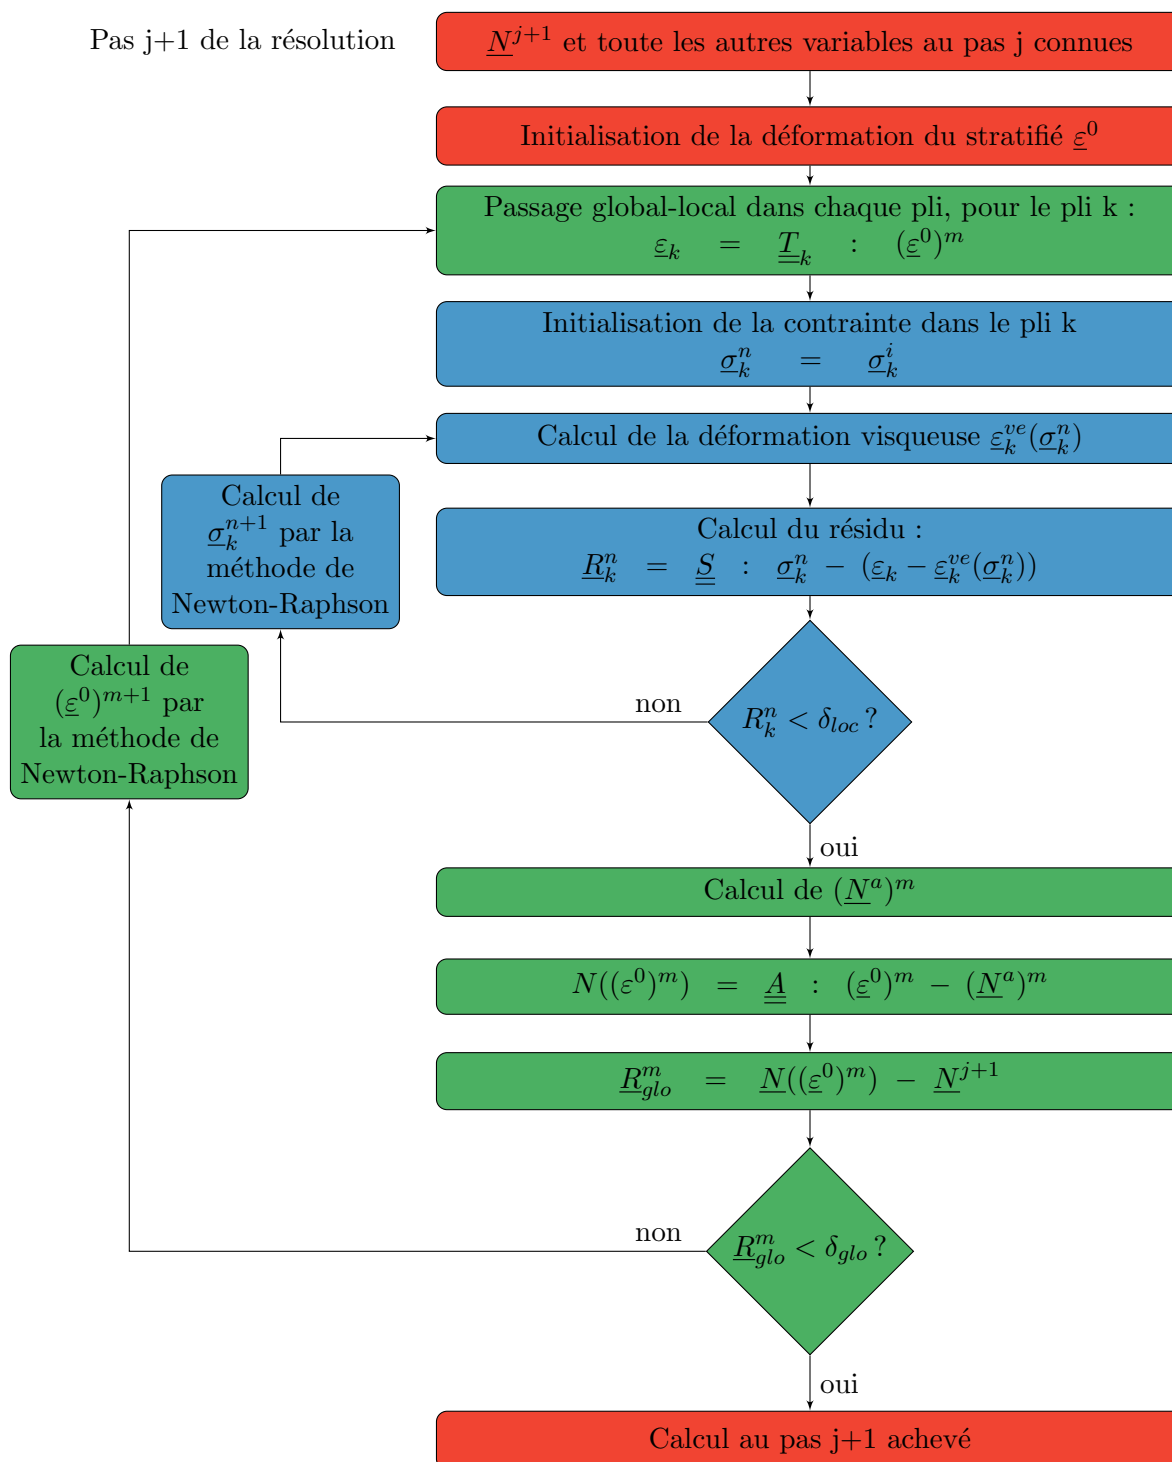 Pas j+1 de la résolution
N^{j+1} et toute les autres variables au pas j connues
Initialisation de la déformation du stratifié ε^0
Passage global-local dans chaque pli, pour le pli k :
ε_k = T_k : (ε^0)^m
Initialisation de la contrainte dans le pli k
σ_k^n = σ_k^i
Calcul de la déformation visqueuse ε_k^{ve}(σ_k^n)
Calcul de
σ_k^{n+1} par la
méthode de
Newton-Raphson
Calcul du résidu :
R_k^n = S : σ_k^n − (ε_k − ε_k^{ve}(σ_k^n))
Calcul de
(ε^0)^{m+1} par
la méthode de
Newton-Raphson
non
R_k^n < δ_{loc} ?
oui
Calcul de (N^a)^m
N((ε^0)^m) = A : (ε^0)^m − (N^a)^m
R_{glo}^m = N((ε^0)^m) − N^{j+1}
non
R_{glo}^m < δ_{glo} ?
oui
Calcul au pas j+1 achevé